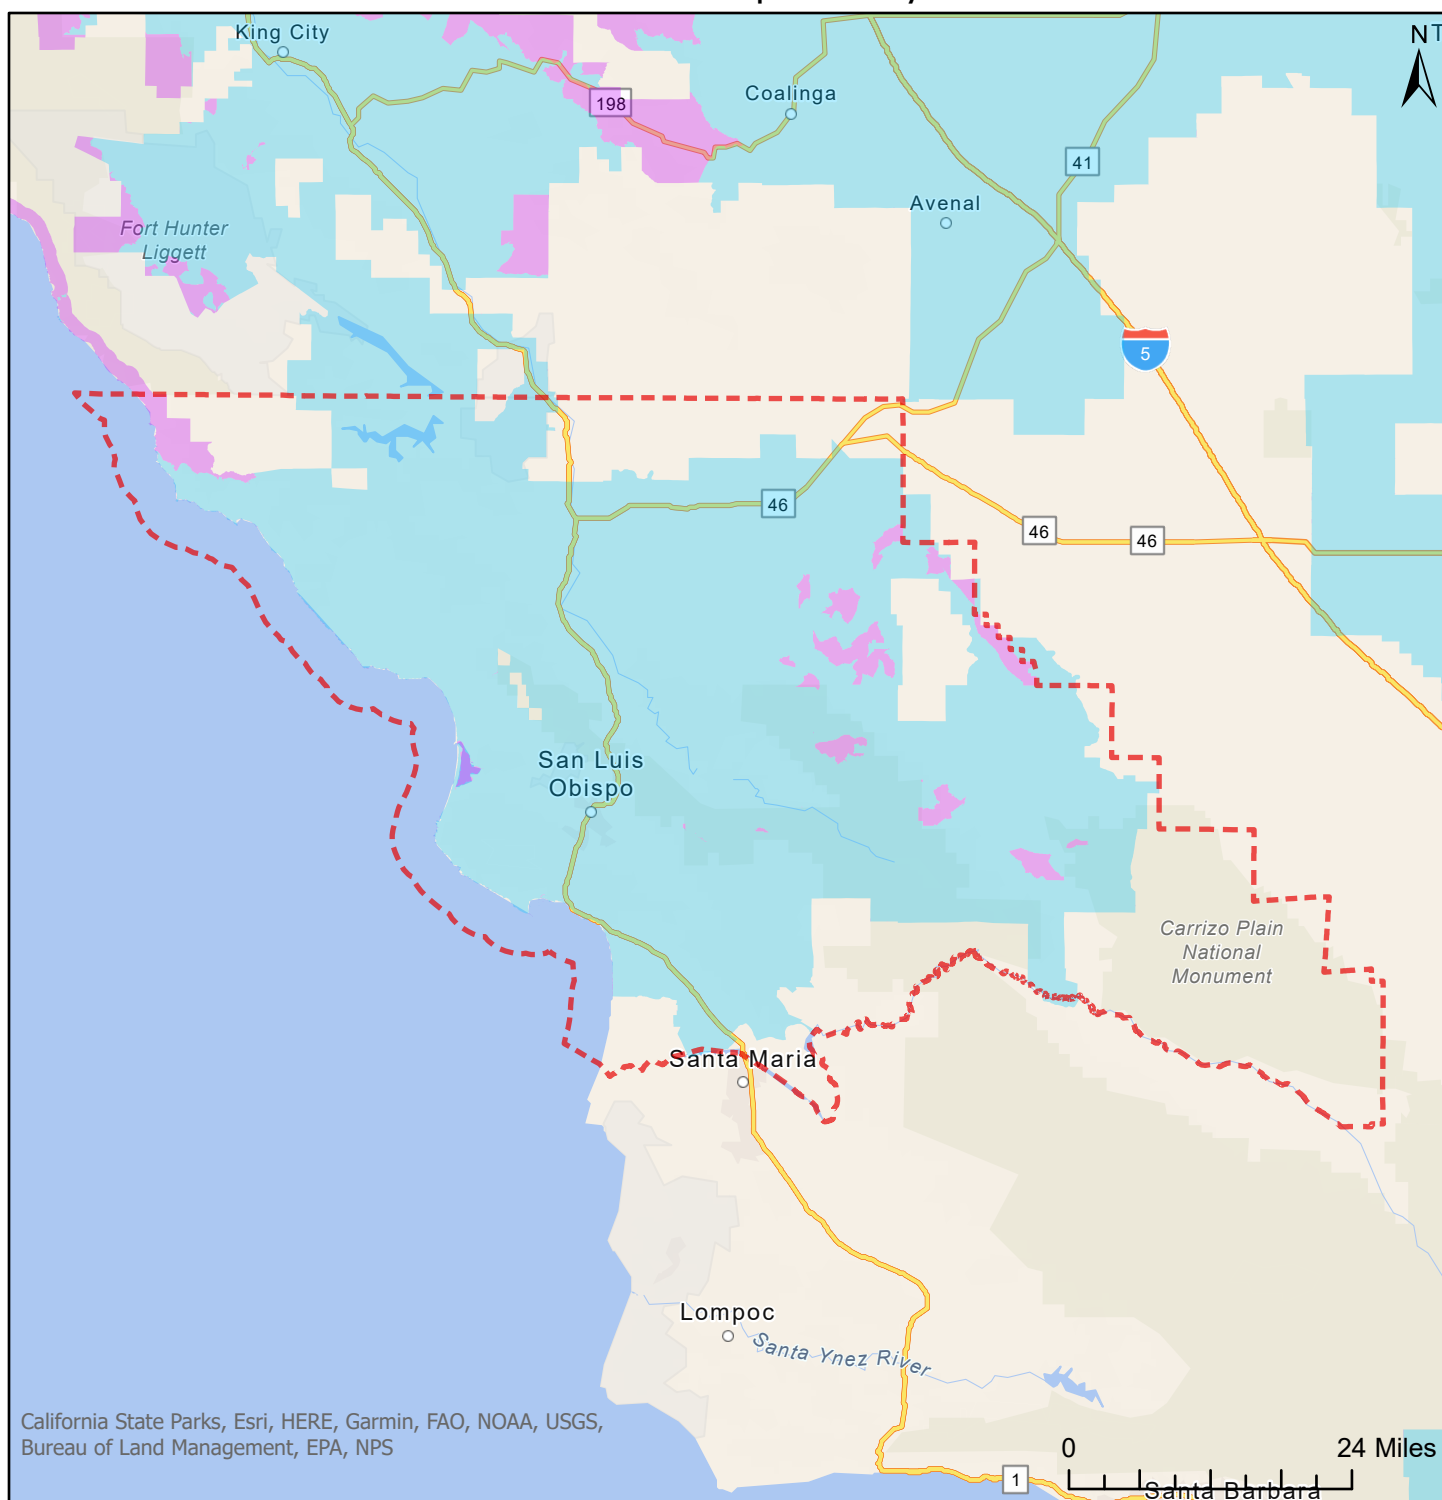 N
T
King City
Coalinga
198
41
Avenal
Fort Hunter
Liggett
5
46
46
46
San Luis
Obispo
Carrizo Plain
National
Monument
Santa Maria
Lompoc
Santa Ynez River
California State Parks, Esri, HERE, Garmin, FAO, NOAA, USGS,
Bureau of Land Management, EPA, NPS
0
24 Miles
1
Santa Barbara